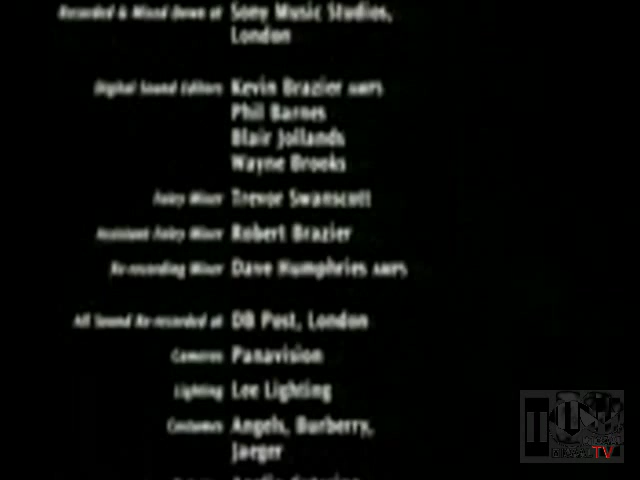 Recorded & Mixed Down at Sony Music Studios,
London
Digital Sound Editors Kevin Brazier AMPS
Phil Barnes
Blair Jollands
Wayne Brooks
Foley Mixer Trevor Swanscott
Assistant Foley Mixer Robert Brazier
Re-recording Mixer Dave Humphries AMPS
All Sound Re-recorded at DB Post, London
Cameras Panavision
Lighting Lee Lighting
Costumes Angels, Burberry,
Jaeger
TV